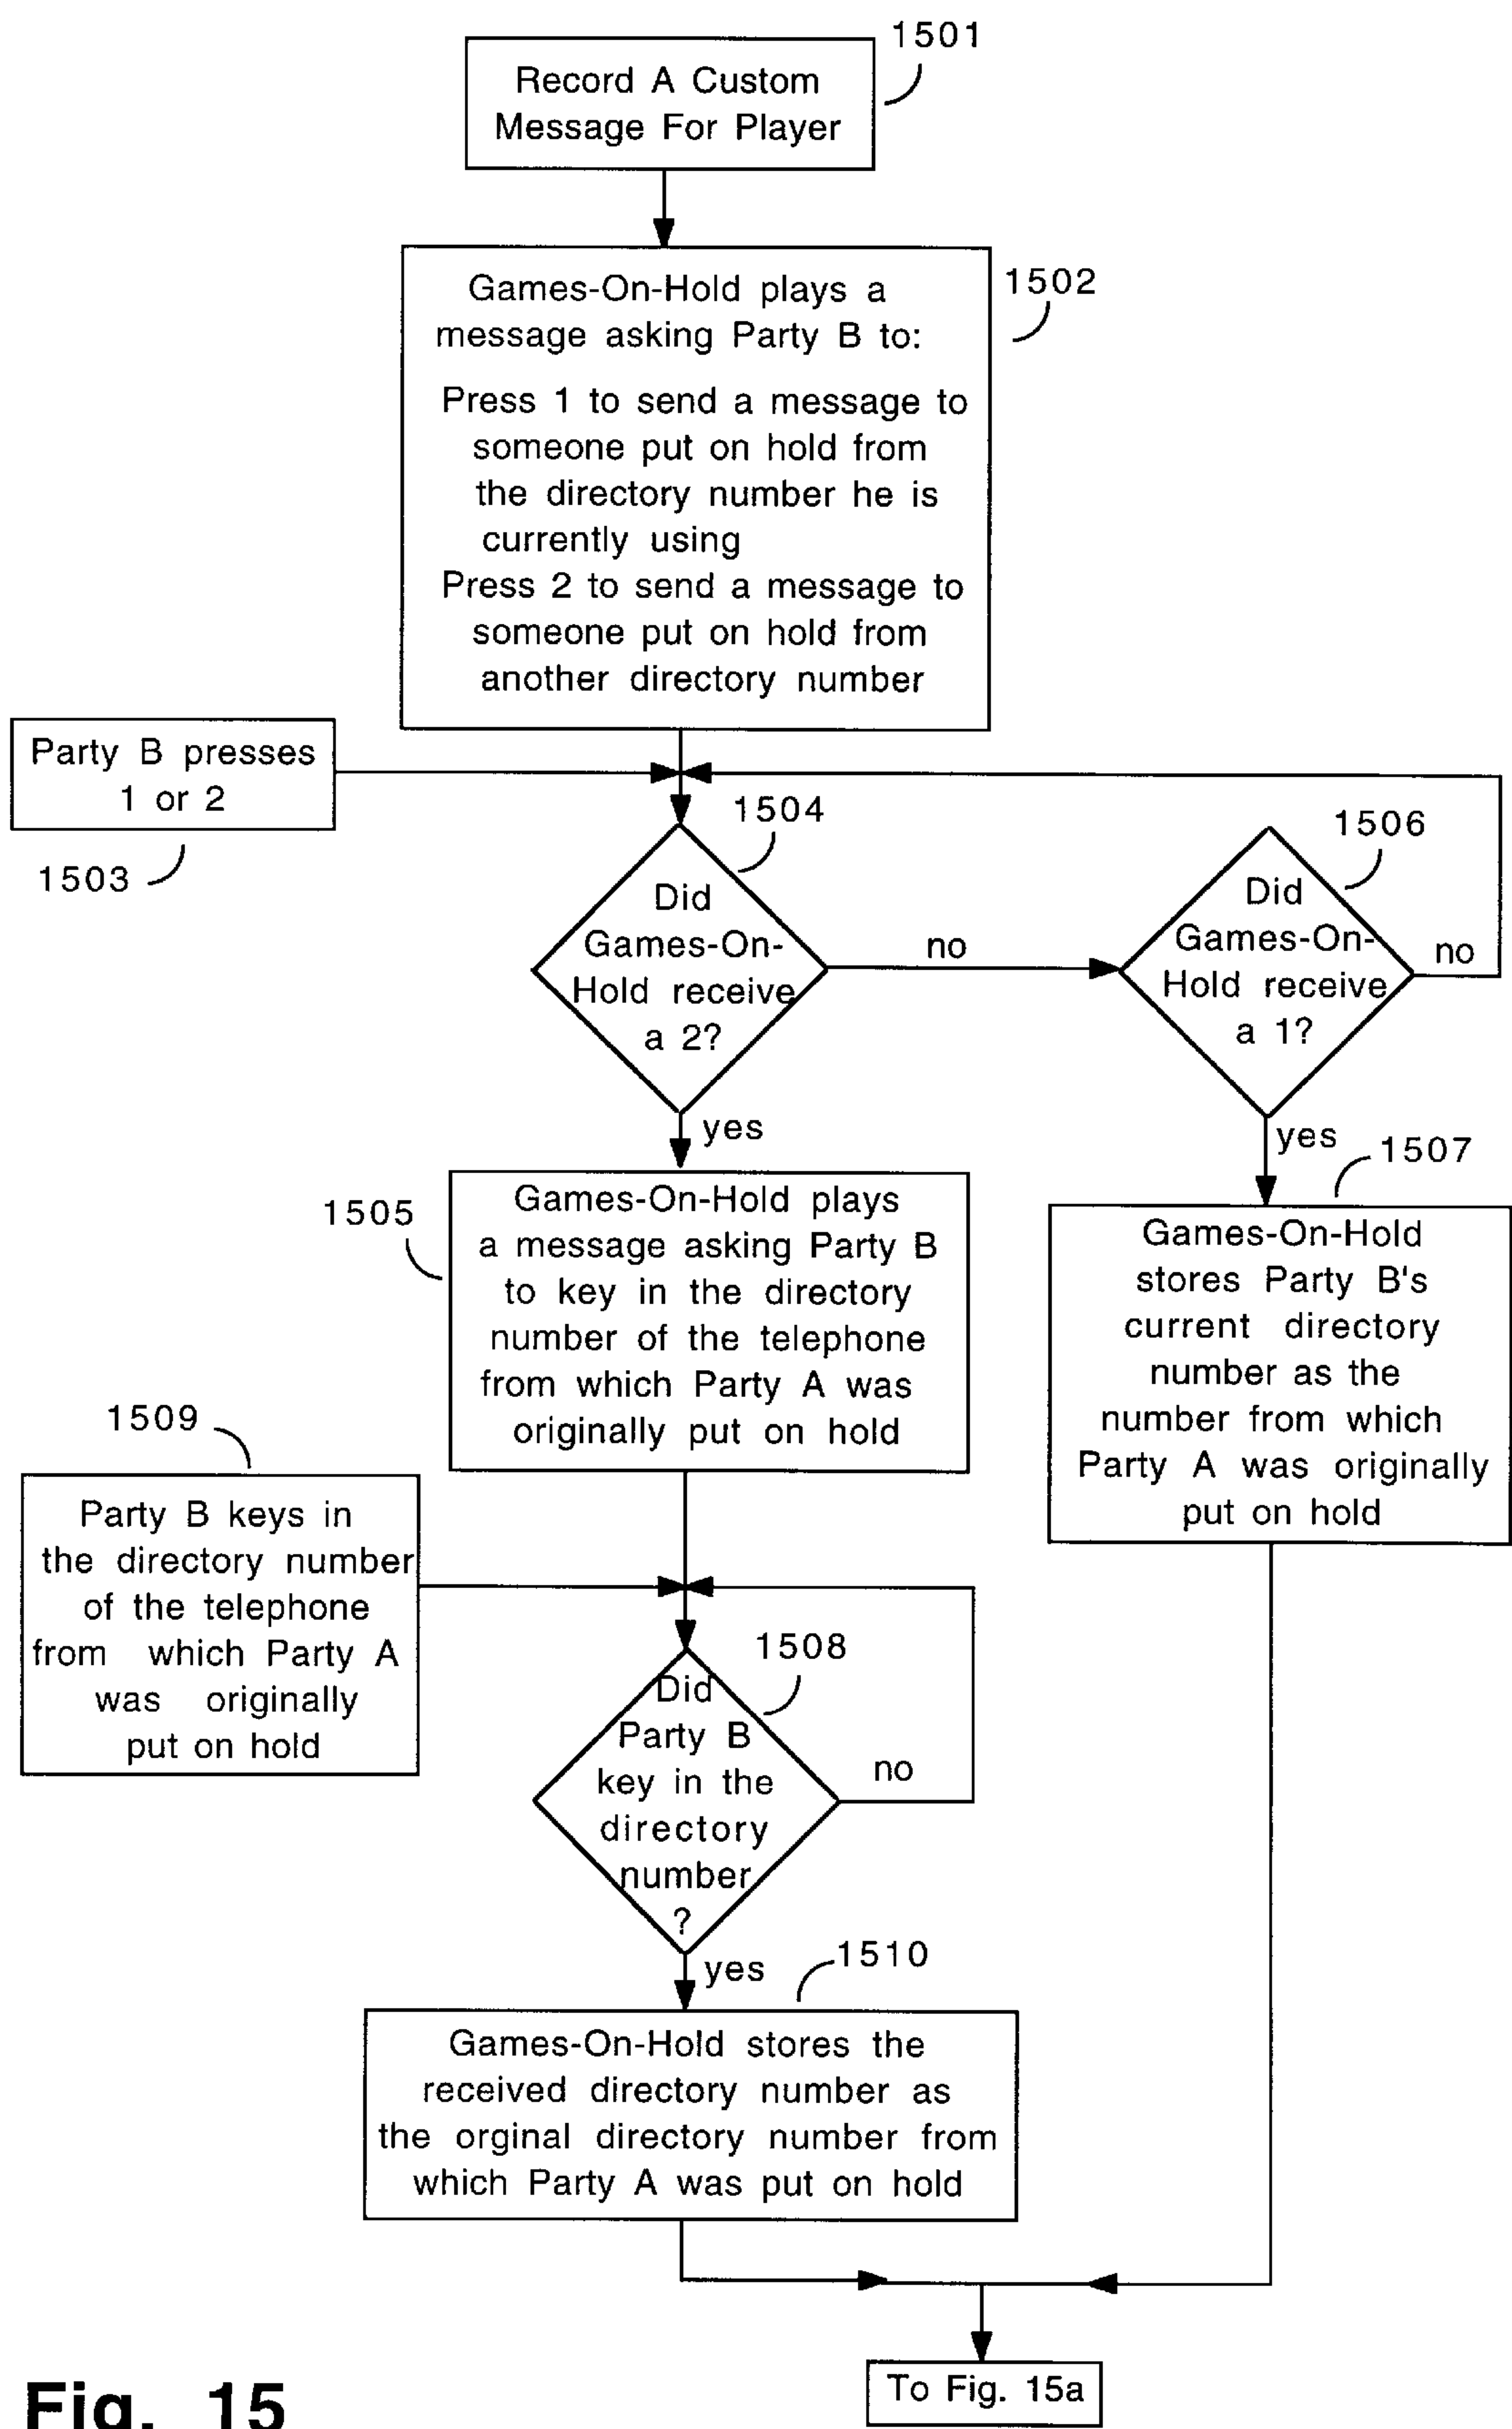 1501
Record A Custom
Message For Player
1502
Games-On-Hold plays a
message asking Party B to:
Press 1 to send a message to
someone put on hold from
the directory number he is
currently using
Press 2 to send a message to
someone put on hold from
another directory number
Party B presses
1 or 2
1503
1504
Did
Games-On-
Hold receive
a 2?
no
1506
Did
Games-On-
Hold receive
a 1?
no
yes
yes
1507
1505
Games-On-Hold plays
a message asking Party B
to key in the directory
number of the telephone
from which Party A was
originally put on hold
Games-On-Hold
stores Party B's
current directory
number as the
number from which
Party A was originally
put on hold
1509
Party B keys in
the directory number
of the telephone
from which Party A
was originally
put on hold
1508
Did
Party B
key in the
directory
number
?
no
yes
1510
Games-On-Hold stores the
received directory number as
the orginal directory number from
which Party A was put on hold
To Fig. 15a
Fig. 15